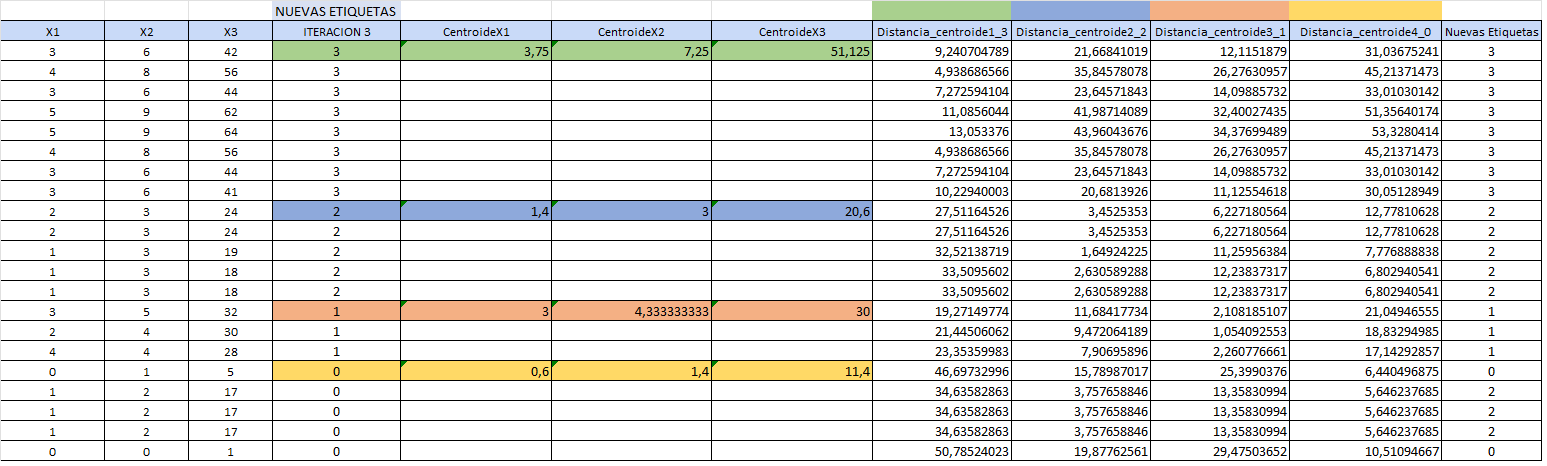 NUEVAS ETIQUETAS
X1 X2 X3 ITERACION 3 CentroideX1 CentroideX2 CentroideX3 Distancia_centroide1_3 Distancia_centroide2_2 Distancia_centroide3_1 Distancia_centroide4_0 Nuevas Etiquetas
3 6 42 3 3,75 7,25 51,125 9,240704789 21,66841019 12,1151879 31,03675241 3
4 8 56 3 4,938686566 35,84578078 26,27630957 45,21371473 3
3 6 44 3 7,272594104 23,64571843 14,09885732 33,01030142 3
5 9 62 3 11,0856044 41,98714089 32,40027435 51,35640174 3
5 9 64 3 13,053376 43,96043676 34,37699489 53,3280414 3
4 8 56 3 4,938686566 35,84578078 26,27630957 45,21371473 3
3 6 44 3 7,272594104 23,64571843 14,09885732 33,01030142 3
3 6 41 3 10,22940003 20,6813926 11,12554618 30,05128949 3
2 3 24 2 1,4 3 20,6 27,51164526 3,4525353 6,227180564 12,77810628 2
2 3 24 2 27,51164526 3,4525353 6,227180564 12,77810628 2
1 3 19 2 32,52138719 1,64924225 11,25956384 7,776888838 2
1 3 18 2 33,5095602 2,630589288 12,23837317 6,802940541 2
1 3 18 2 33,5095602 2,630589288 12,23837317 6,802940541 2
3 5 32 1 3 4,333333333 30 19,27149774 11,68417734 2,108185107 21,04946555 1
2 4 30 1 21,44506062 9,472064189 1,054092553 18,83294985 1
4 4 28 1 23,35359983 7,90695896 2,260776661 17,14292857 1
0 1 5 0 0,6 1,4 11,4 46,69732996 15,78987017 25,3990376 6,440496875 0
1 2 17 0 34,63582863 3,757658846 13,35830994 5,646237685 2
1 2 17 0 34,63582863 3,757658846 13,35830994 5,646237685 2
1 2 17 0 34,63582863 3,757658846 13,35830994 5,646237685 2
0 0 1 0 50,78524023 19,87762561 29,47503652 10,51094667 0